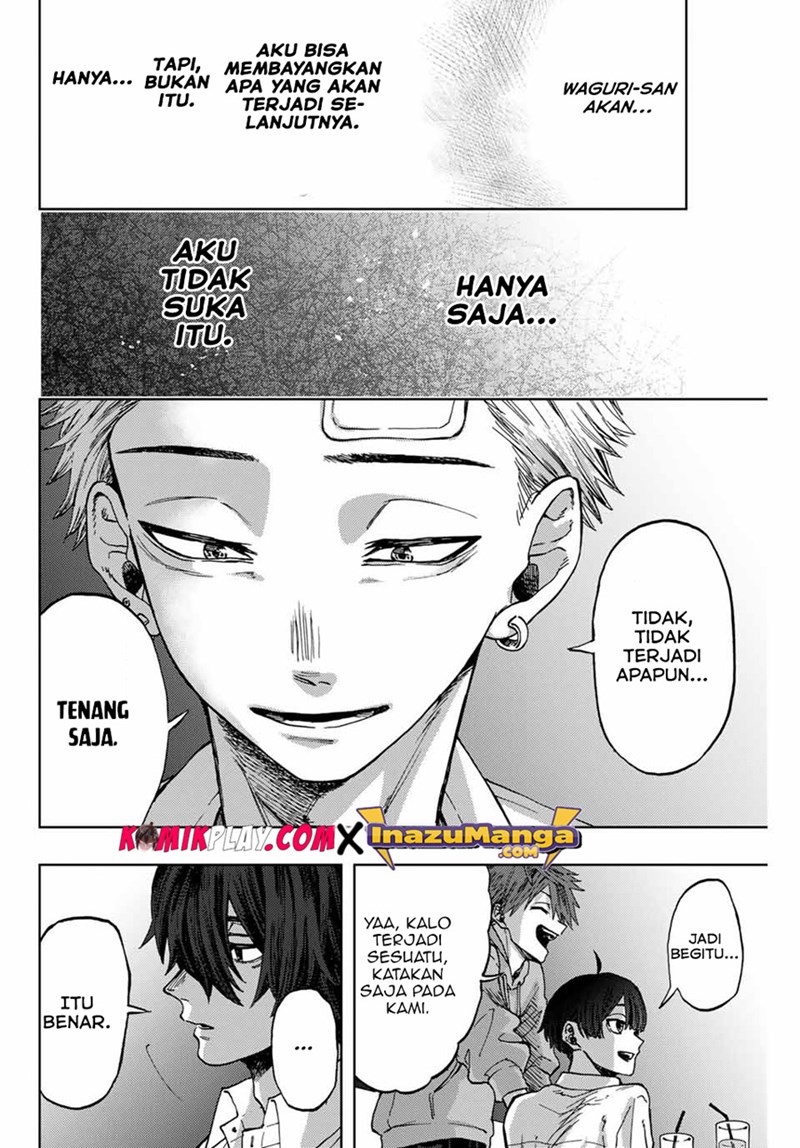 WAGURI-SAN
AKAN...
AKU BISA
MEMBAYANGKAN
APA YANG AKAN
TERJADI SE-
LANJUTNYA.
TAPI,
BUKAN
ITU.
HANYA...
HANYA
SAJA...
AKU
TIDAK
SUKA
ITU.
TIDAK,
TIDAK
TERJADI
APAPUN...
TENANG
SAJA.
KOMIKPLAY.COM X INAZUMANGA
.COM
JADI
BEGITU...
YAA, KALO
TERJADI
SESUATU,
KATAKAN
SAJA PADA
KAMI.
...
ITU
BENAR.